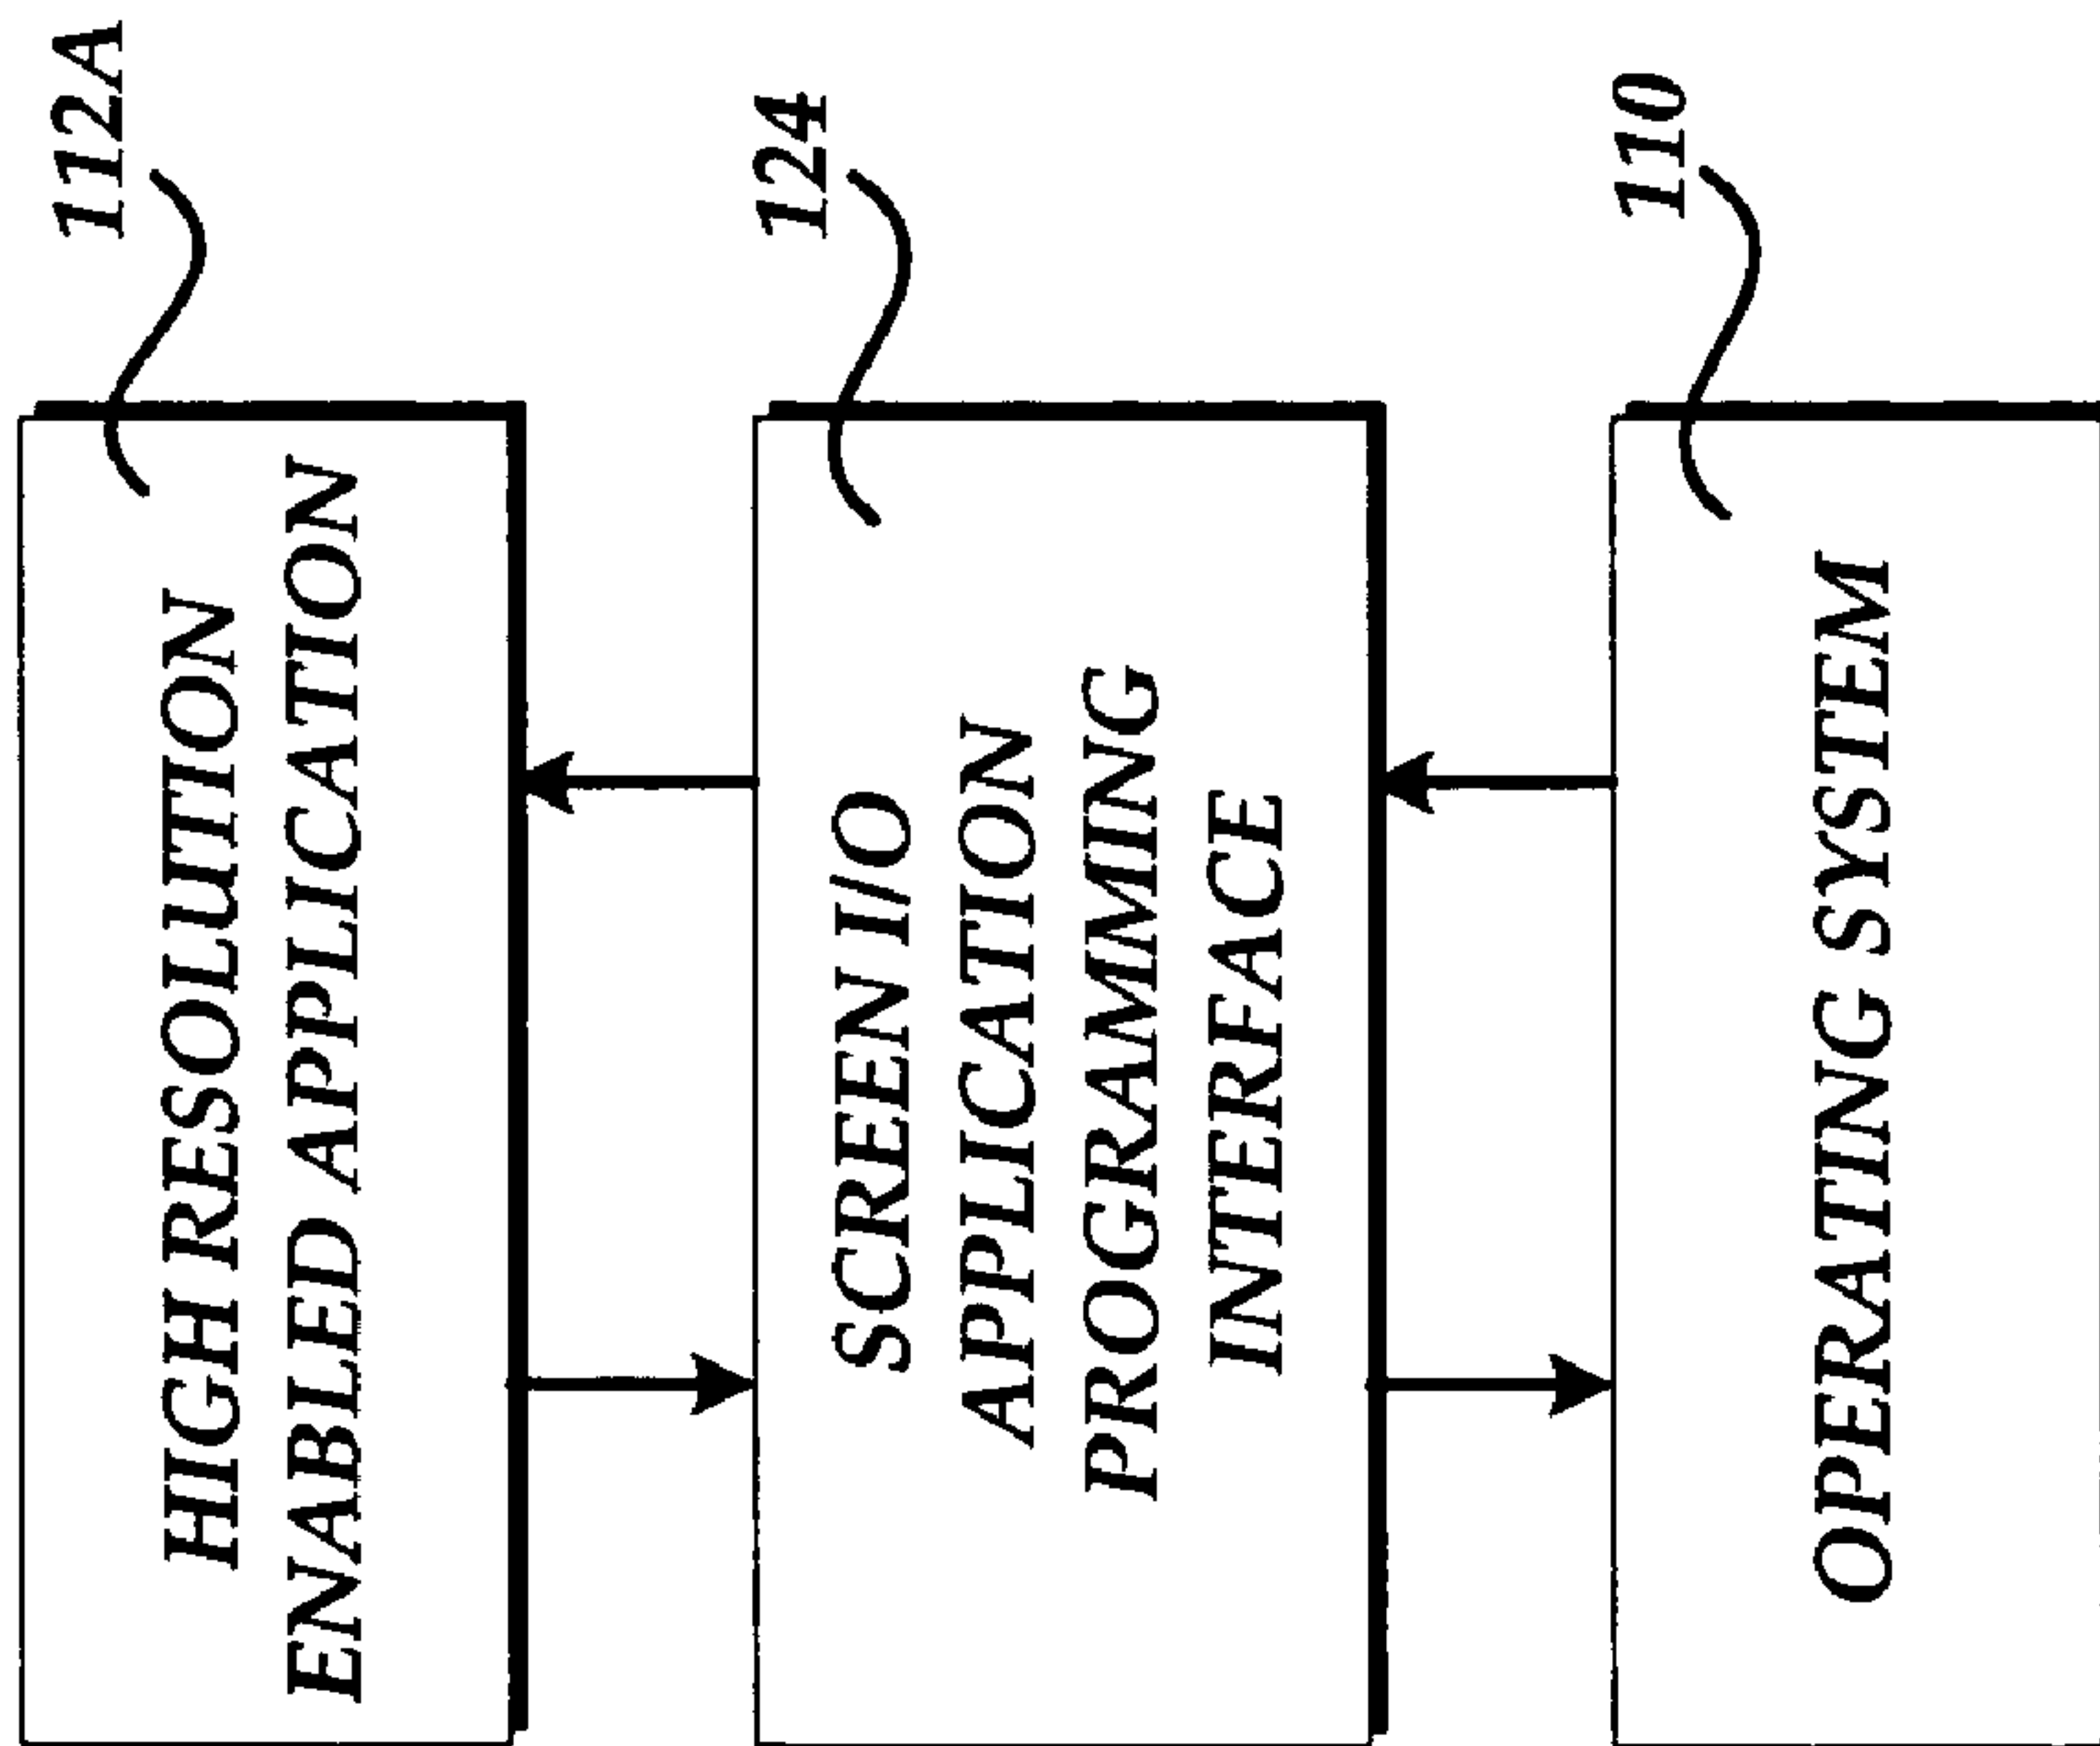 112A
HIGH RESOLUTION
ENABLED APPLICATION
124
SCREEN I/O
APPLICATION
PROGRAMMING
INTERFACE
110
OPERATING SYSTEM